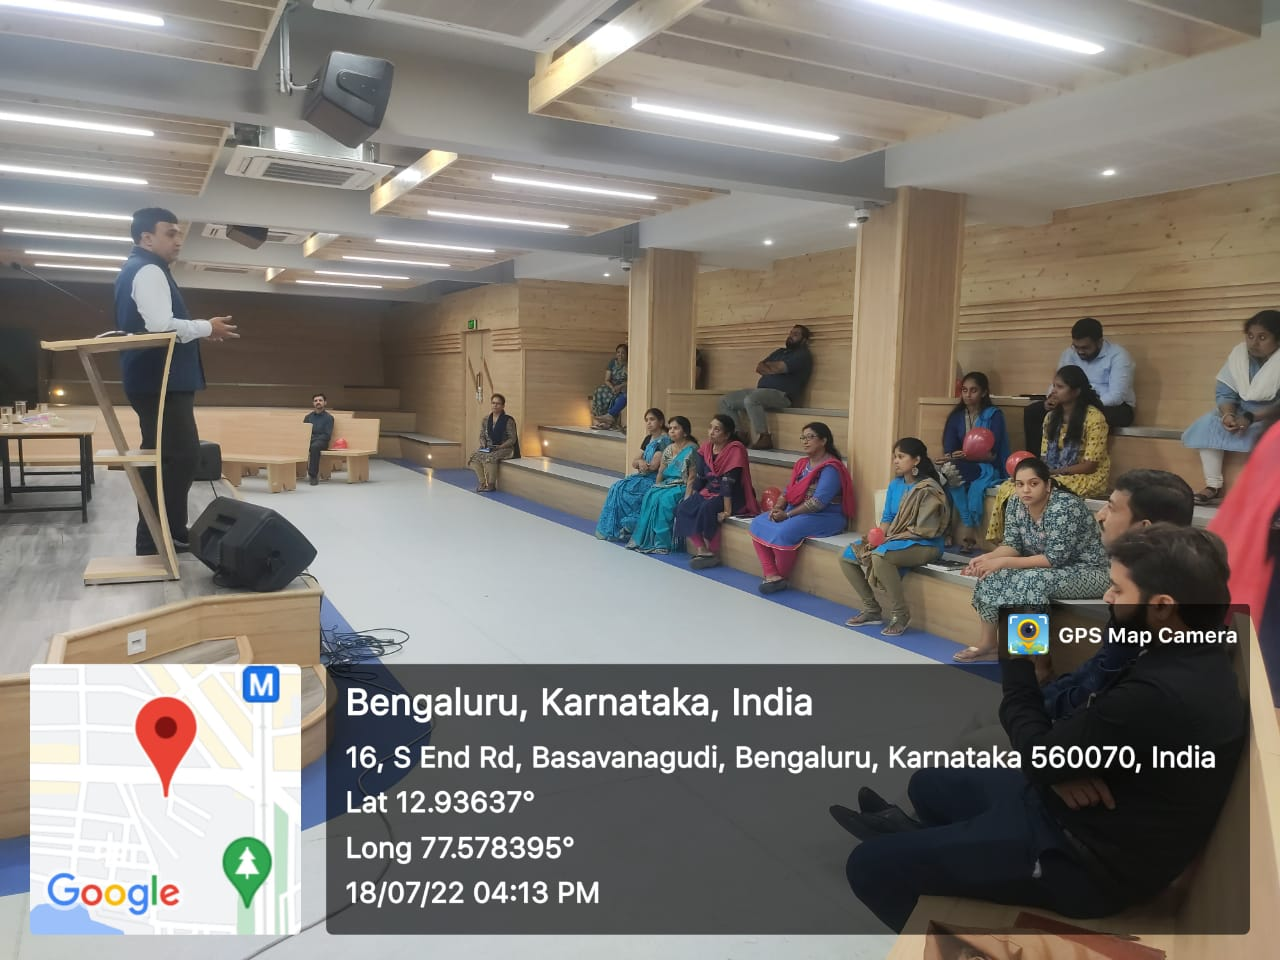 GPS Map Camera
M
Bengaluru, Karnataka, India
16, S End Rd, Basavanagudi, Bengaluru, Karnataka 560070, India
Lat 12.93637°
Long 77.578395°
18/07/22 04:13 PM
Google